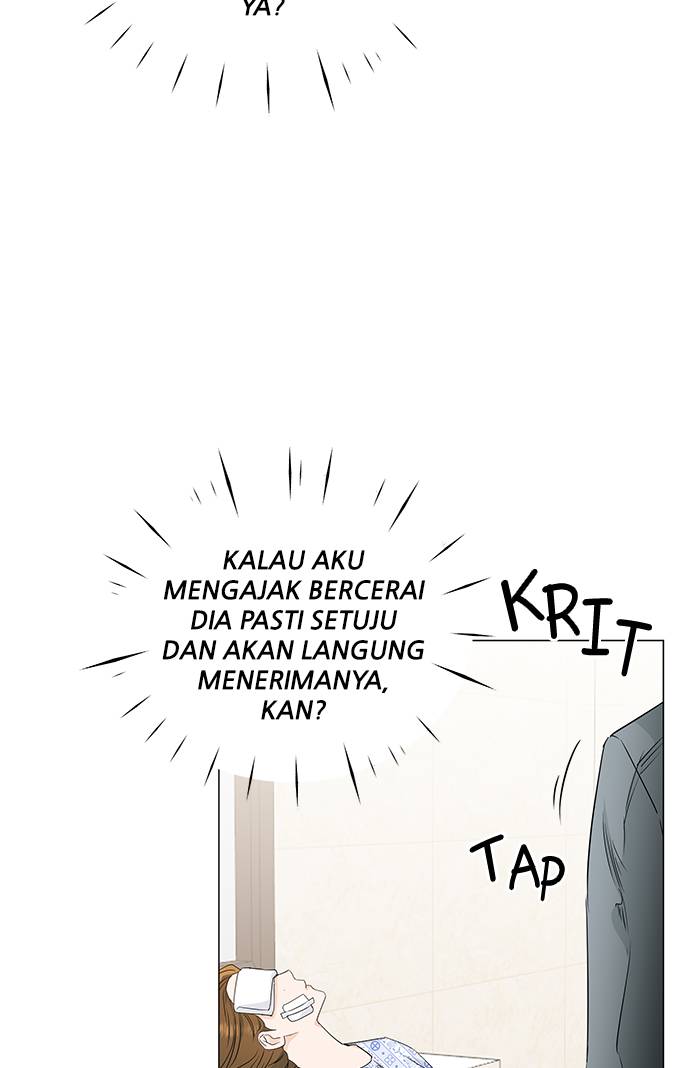 YA?
KALAU AKU
MENGAJAK BERCERAI
DIA PASTI SETUJU
DAN AKAN LANGUNG
MENERIMANYA,
KAN?
KRIT
TAP